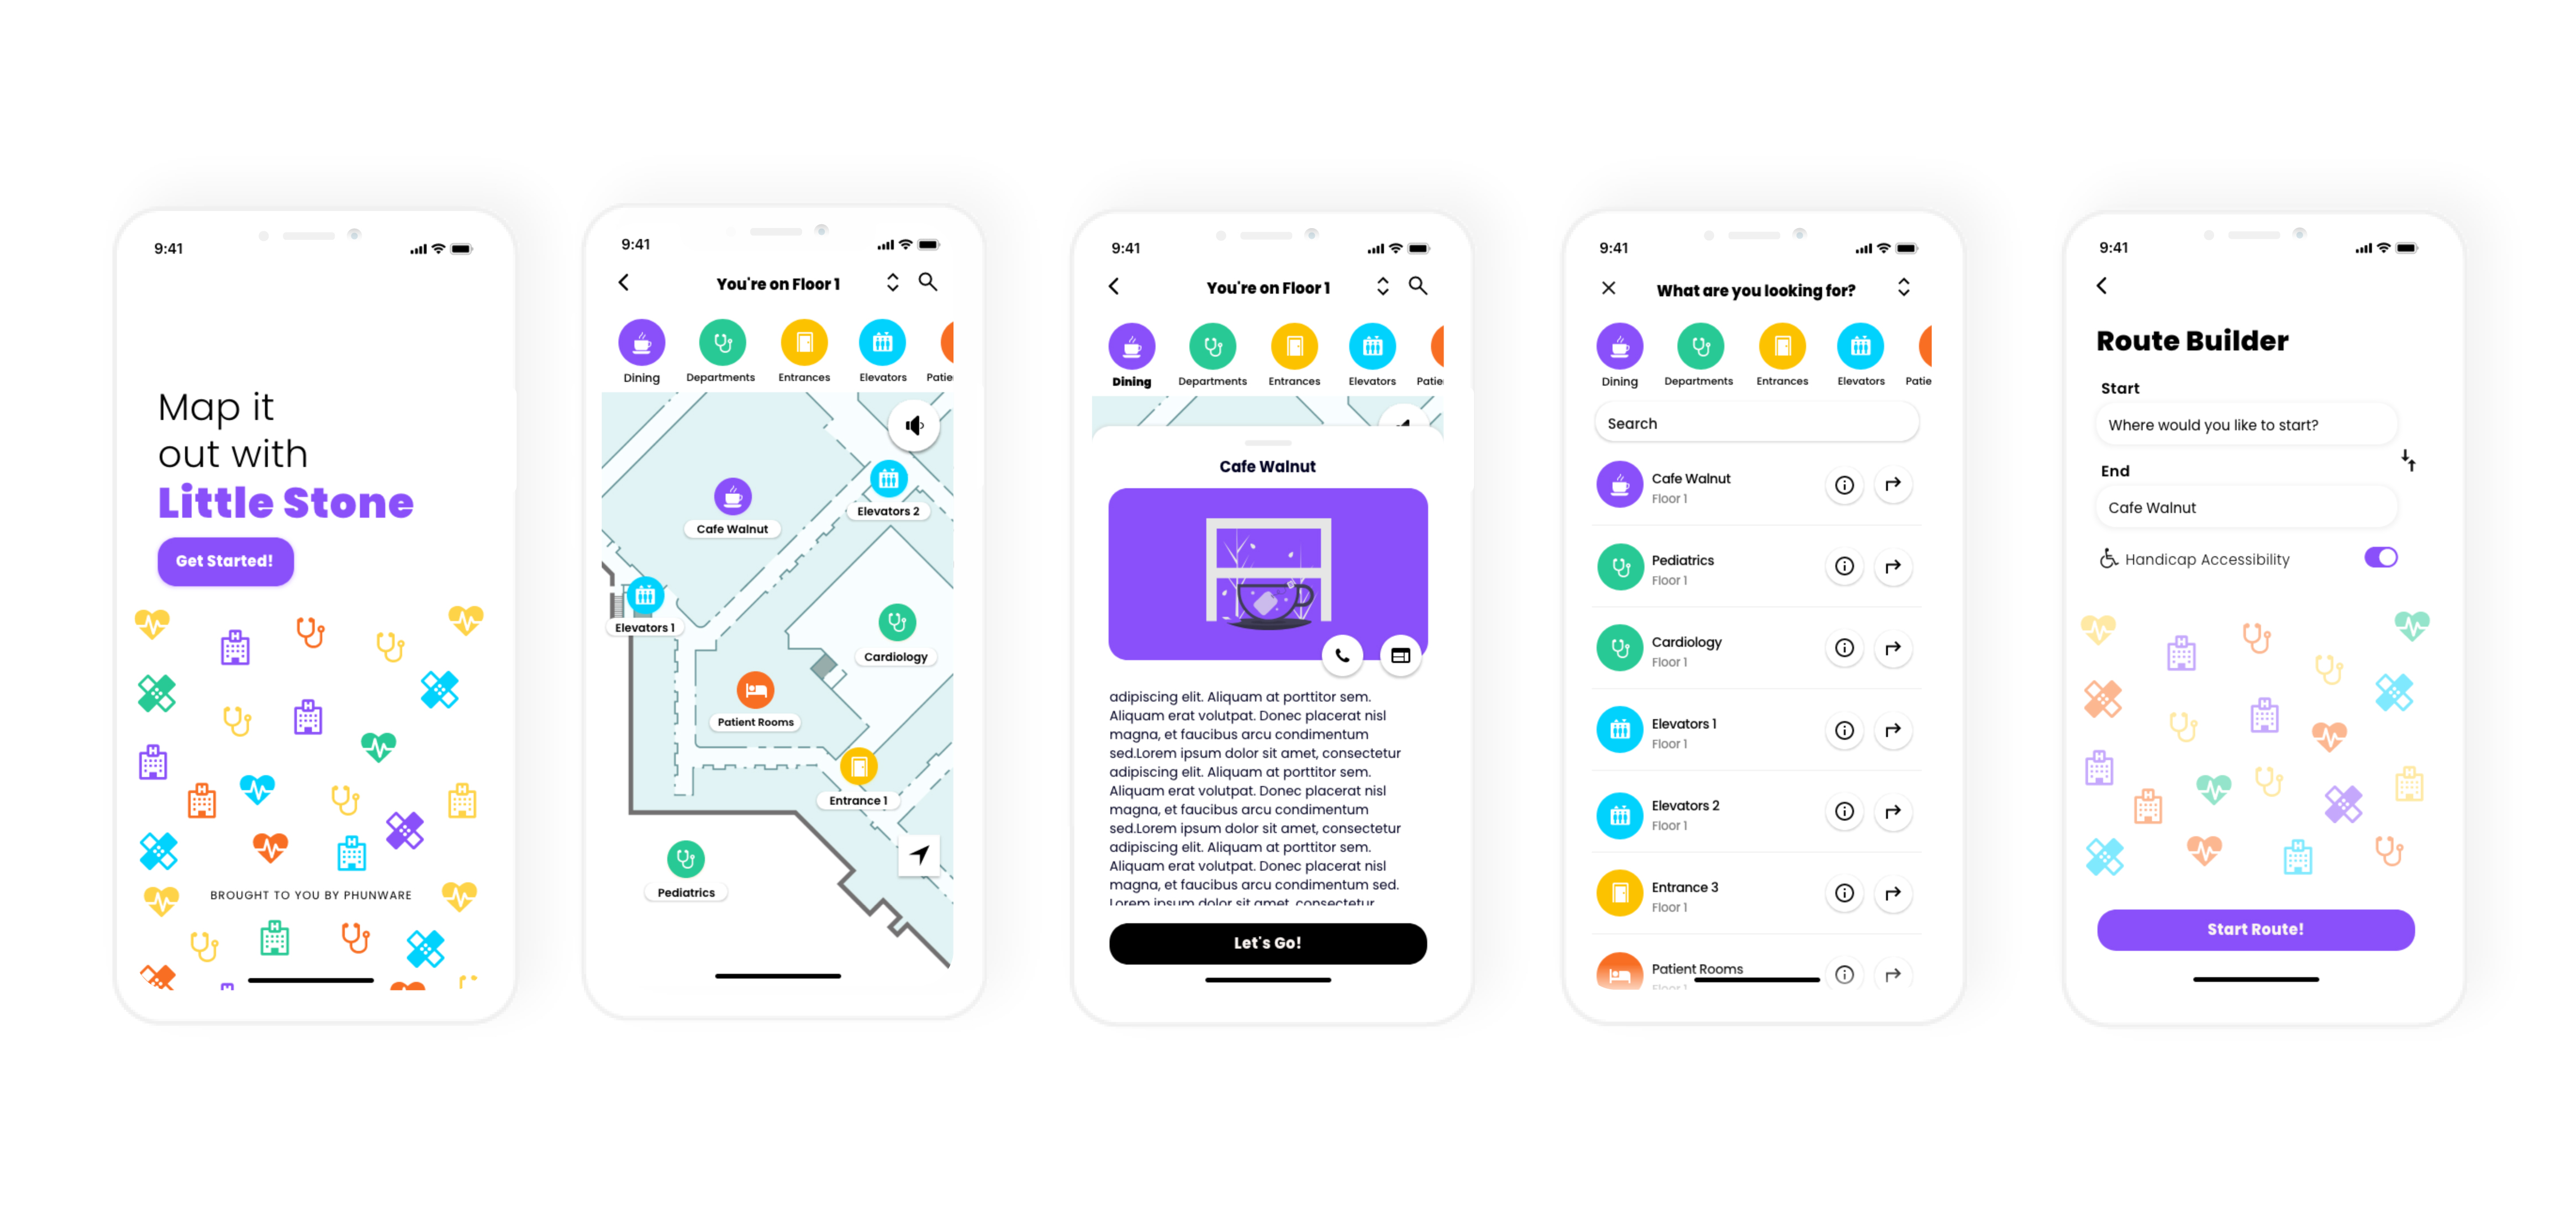 9:41
Map it
out with
Little Stone
Get Started!
BROUGHT TO YOU BY PHUNWARE
9:41
You're on Floor 1
Dining
Departments
Entrances
Elevators
Patie
Elevators 2
Cafe Walnut
Elevators 1
Cardiology
Patient Rooms
Entrance 1
Pediatrics
9:41
You're on Floor 1
Dining
Departments
Entrances
Elevators
Patie
Cafe Walnut
adipiscing elit. Aliquam at porttitor sem.
Aliquam erat volutpat. Donec placerat nisl
magna, et faucibus arcu condimentum
sed.Lorem ipsum dolor sit amet, consectetur
adipiscing elit. Aliquam at porttitor sem.
Aliquam erat volutpat. Donec placerat nisl
magna, et faucibus arcu condimentum
sed.Lorem ipsum dolor sit amet, consectetur
adipiscing elit. Aliquam at porttitor sem.
Aliquam erat volutpat. Donec placerat nisl
magna, et faucibus arcu condimentum sed.
Lorem ipsum dolor sit amet, consectetur
Let's Go!
9:41
What are you looking for?
Dining
Departments
Entrances
Elevators
Patie
Search
Cafe Walnut
Floor 1
Pediatrics
Floor 1
Cardiology
Floor 1
Elevators 1
Floor 1
Elevators 2
Floor 1
Entrance 3
Floor 1
Patient Rooms
Floor 1
9:41
Route Builder
Start
Where would you like to start?
End
Cafe Walnut
Handicap Accessibility
Start Route!